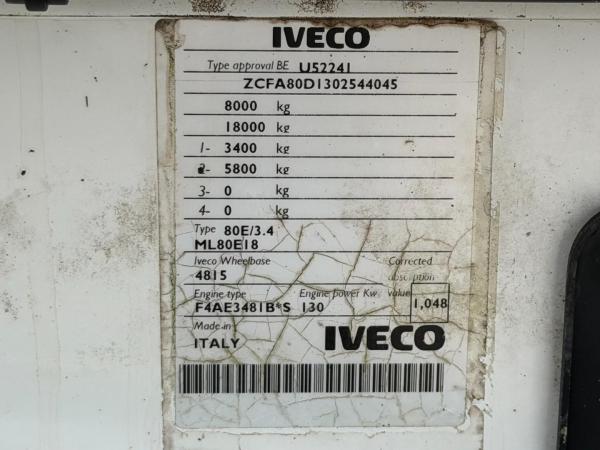 IVECO
Type approval BE U52241
ZCFA80D1302544045
8000 kg
18000 kg
1- 3400 kg
2- 5800 kg
3- 0 kg
4- 0 kg
Type 80E/3.4
ML80E18
Iveco Wheelbase Corrected
4815
Engine type Engine power Kw value
F4AE3481B*S 130 1,048
Made in
ITALY IVECO